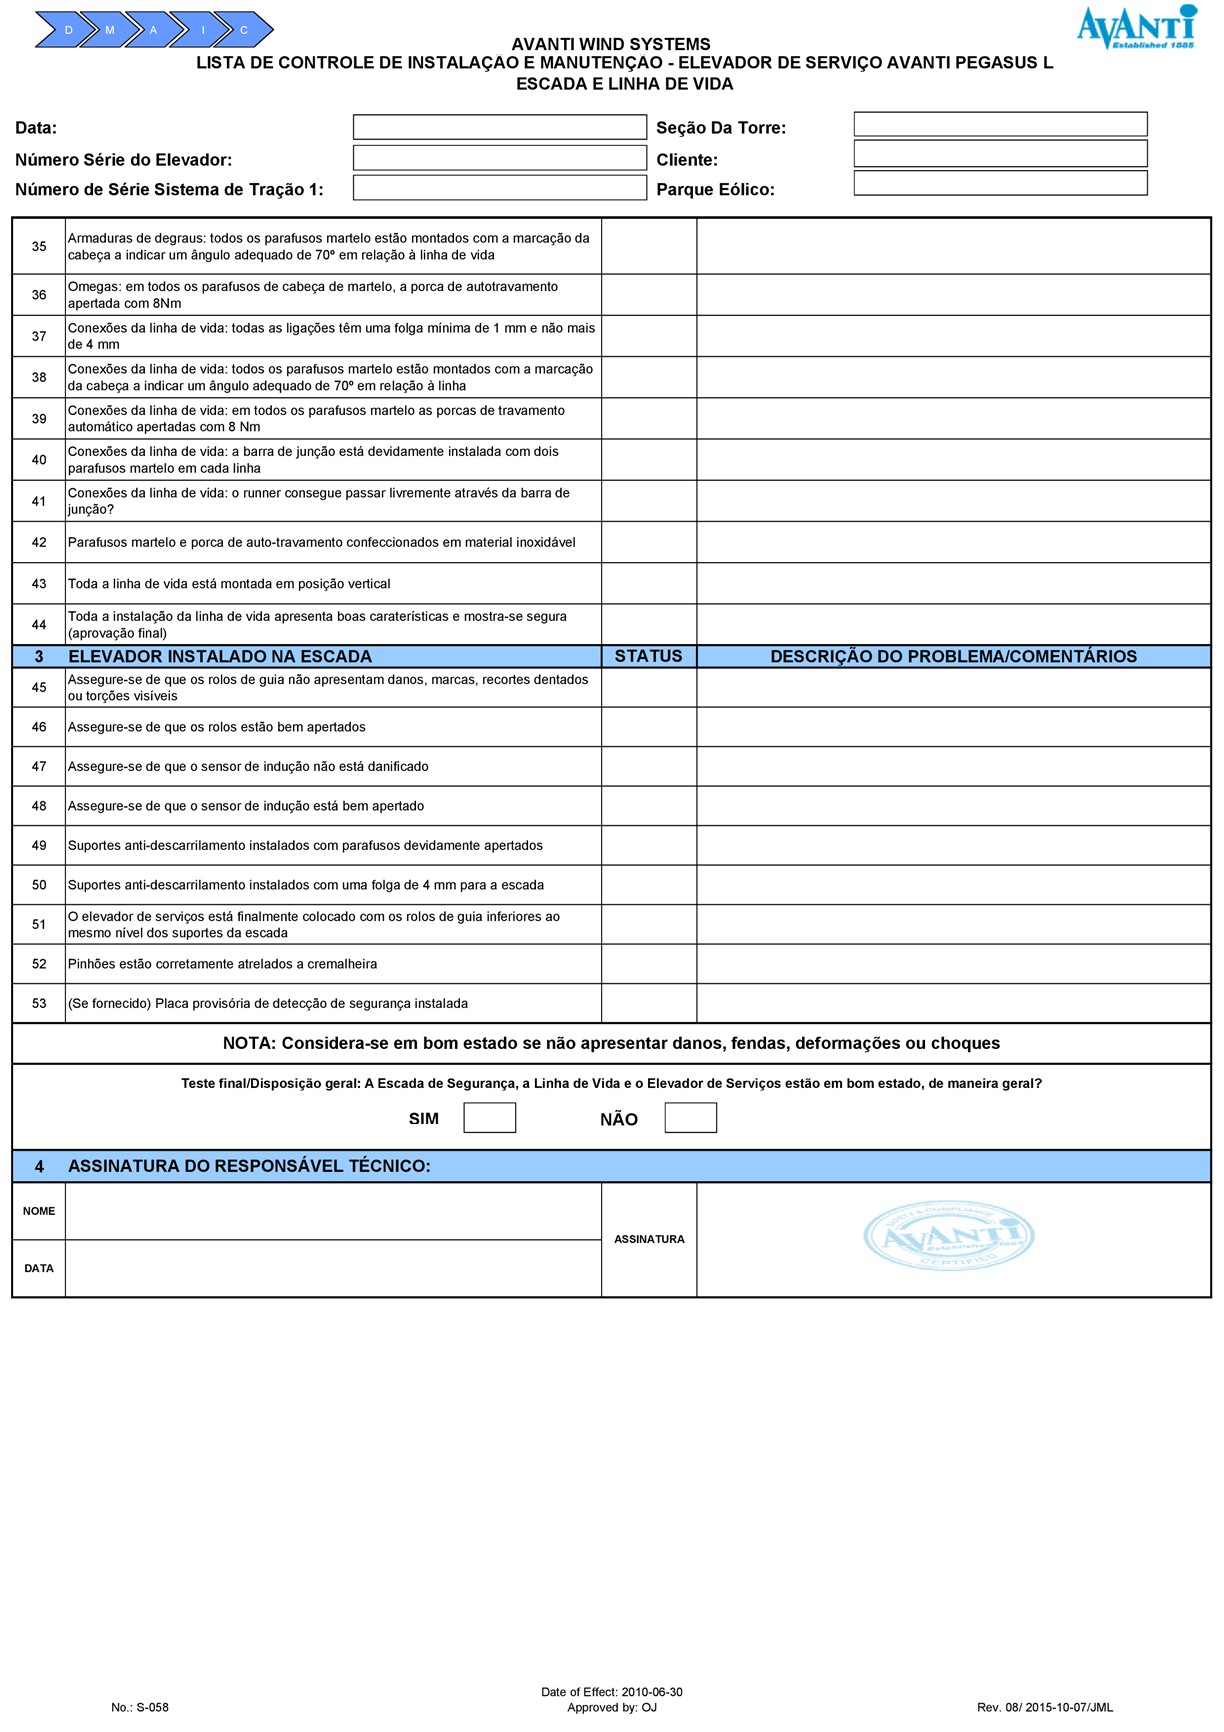 D M A I C
AVANTI
Established 1885
AVANTI WIND SYSTEMS
LISTA DE CONTROLE DE INSTALAÇÃO E MANUTENÇÃO - ELEVADOR DE SERVIÇO AVANTI PEGASUS L
ESCADA E LINHA DE VIDA
Data: Seção Da Torre:
Número Série do Elevador: Cliente:
Número de Série Sistema de Tração 1: Parque Eólico:
35 Armaduras de degraus: todos os parafusos martelo estão montados com a marcação da
cabeça a indicar um ângulo adequado de 70º em relação à linha de vida
36 Omegas: em todos os parafusos de cabeça de martelo, a porca de autotravamento
apertada com 8Nm
37 Conexões da linha de vida: todas as ligações têm uma folga mínima de 1 mm e não mais
de 4 mm
38 Conexões da linha de vida: todos os parafusos martelo estão montados com a marcação
da cabeça a indicar um ângulo adequado de 70º em relação à linha
39 Conexões da linha de vida: em todos os parafusos martelo as porcas de travamento
automático apertadas com 8 Nm
40 Conexões da linha de vida: a barra de junção está devidamente instalada com dois
parafusos martelo em cada linha
41 Conexões da linha de vida: o runner consegue passar livremente através da barra de
junção?
42 Parafusos martelo e porca de auto-travamento confeccionados em material inoxidável
43 Toda a linha de vida está montada em posição vertical
44 Toda a instalação da linha de vida apresenta boas caraterísticas e mostra-se segura
(aprovação final)
3 ELEVADOR INSTALADO NA ESCADA STATUS DESCRIÇÃO DO PROBLEMA/COMENTÁRIOS
45 Assegure-se de que os rolos de guia não apresentam danos, marcas, recortes dentados
ou torções visíveis
46 Assegure-se de que os rolos estão bem apertados
47 Assegure-se de que o sensor de indução não está danificado
48 Assegure-se de que o sensor de indução está bem apertado
49 Suportes anti-descarrilamento instalados com parafusos devidamente apertados
50 Suportes anti-descarrilamento instalados com uma folga de 4 mm para a escada
51 O elevador de serviços está finalmente colocado com os rolos de guia inferiores ao
mesmo nível dos suportes da escada
52 Pinhões estão corretamente atrelados a cremalheira
53 (Se fornecido) Placa provisória de detecção de segurança instalada
NOTA: Considera-se em bom estado se não apresentar danos, fendas, deformações ou choques
Teste final/Disposição geral: A Escada de Segurança, a Linha de Vida e o Elevador de Serviços estão em bom estado, de maneira geral?
SIM NÃO
4 ASSINATURA DO RESPONSÁVEL TÉCNICO:
NOME
ASSINATURA
DATA
SAFETY & COMPLIANCE
AVANTI
Established 1885
CERTIFIED
Date of Effect: 2010-06-30
No.: S-058 Approved by: OJ Rev. 08/ 2015-10-07/JML